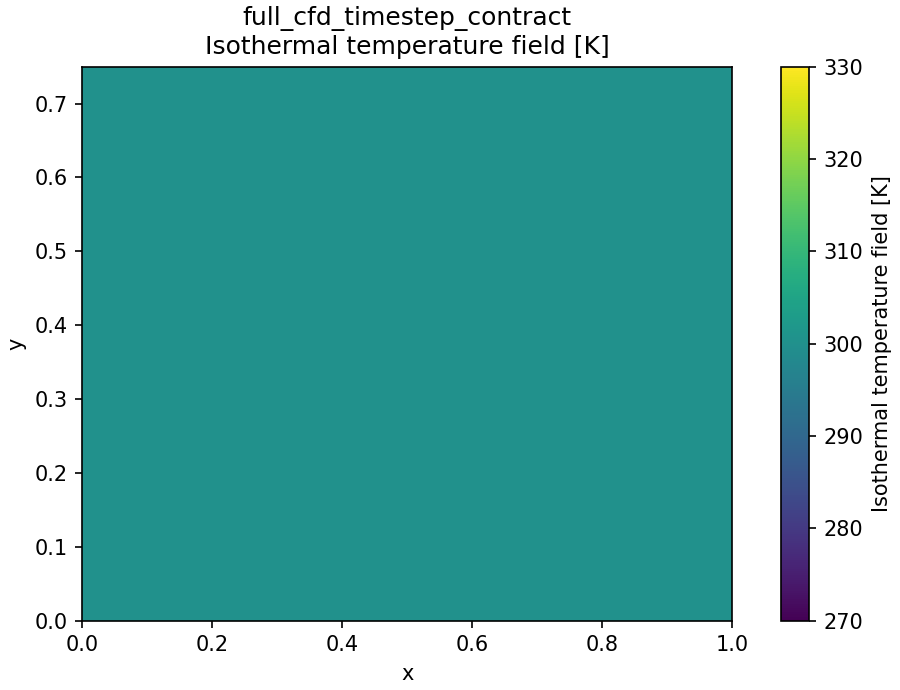 full_cfd_timestep_contract
Isothermal temperature field [K]
0.7
0.6
0.5
0.4
0.3
0.2
0.1
0.0
y
0.0 0.2 0.4 0.6 0.8 1.0
x
330
320
310
300
290
280
270
Isothermal temperature field [K]